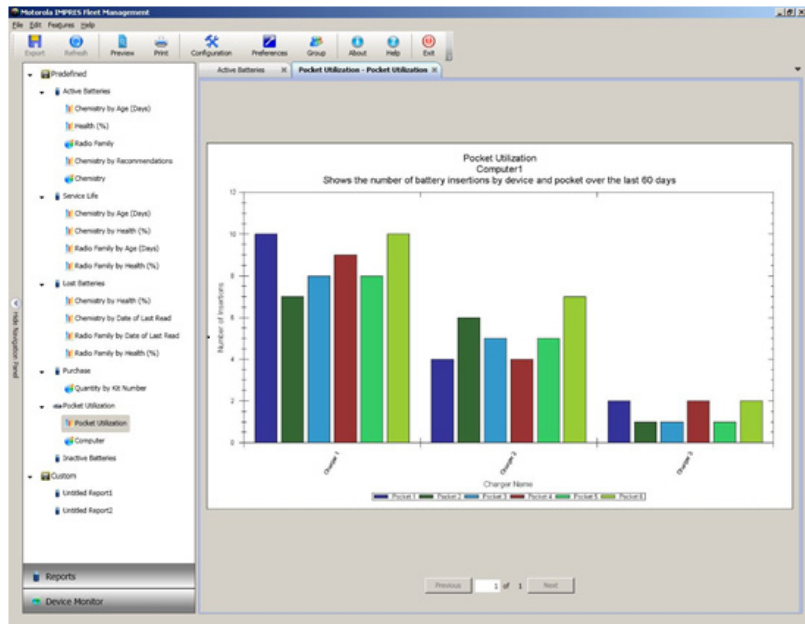 Motorola IMPRES Fleet Management
File Edit Features Help
Export Refresh Preview Print Configuration Preferences Group About Help Exit
Active Batteries
Pocket Utilization - Pocket Utilization
Hide Navigation Panel
Predefined
Active Batteries
Chemistry by Age (Days)
Health (%)
Radio Family
Chemistry by Recommendations
Chemistry
Service Life
Chemistry by Age (Days)
Chemistry by Health (%)
Radio Family by Age (Days)
Radio Family by Health (%)
Lost Batteries
Chemistry by Health (%)
Chemistry by Date of Last Read
Radio Family by Date of Last Read
Radio Family by Health (%)
Purchase
Quantity by Kit Number
Pocket Utilization
Pocket Utilization
Computer
Inactive Batteries
Custom
Untitled Report1
Untitled Report2
Reports
Device Monitor
Pocket Utilization
Computer1
Shows the number of battery insertions by device and pocket over the last 60 days
Number of Insertions
12
10
8
6
4
2
0
Charger 1 Charger 2 Charger 3
Charger Name
Pocket 1 Pocket 2 Pocket 3 Pocket 4 Pocket 5 Pocket 6
Previous 1 of 1 Next